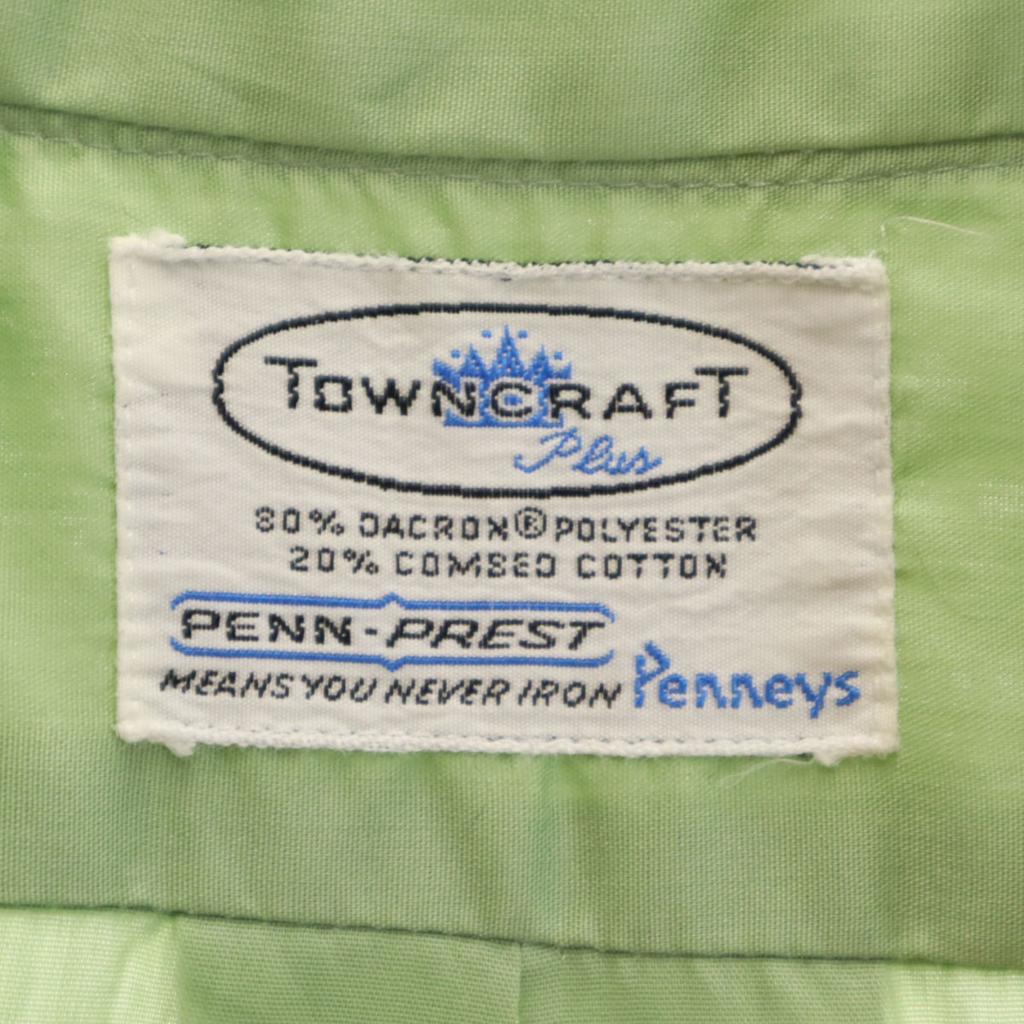 TOWNCRAFT
Plus
80% DACRON® POLYESTER
20% COMBED COTTON
PENN-PREST
MEANS YOU NEVER IRON
Penneys